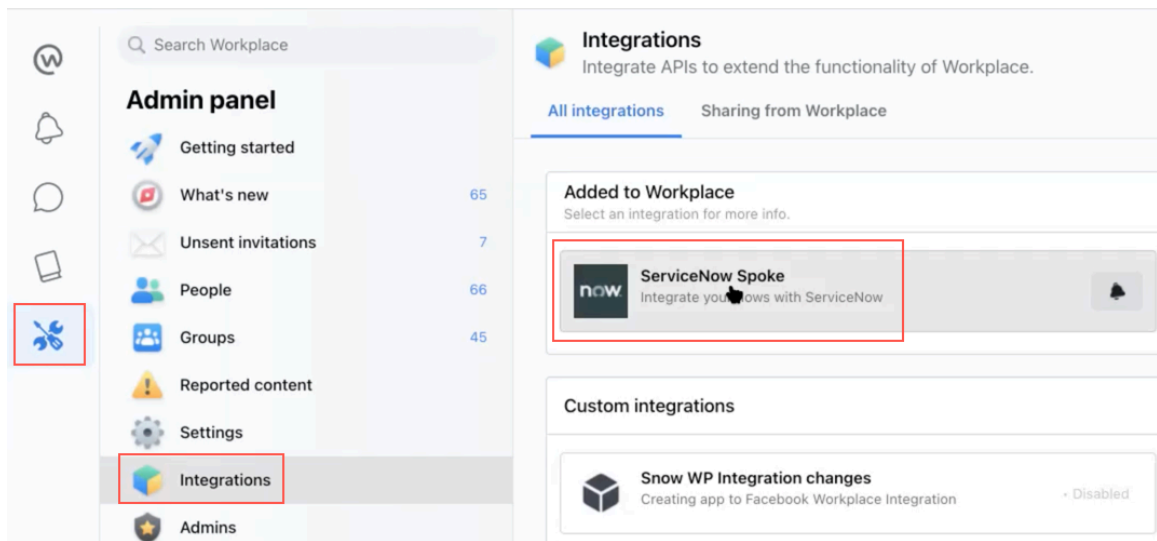 Search Workplace
Admin panel
Getting started
What's new 65
Unsent invitations 7
People 66
Groups 45
Reported content
Settings
Integrations
Admins
Integrations
Integrate APIs to extend the functionality of Workplace.
All integrations Sharing from Workplace
Added to Workplace
Select an integration for more info.
now
ServiceNow Spoke
Integrate your flows with ServiceNow
Custom integrations
Snow WP Integration changes
Creating app to Facebook Workplace Integration
• Disabled